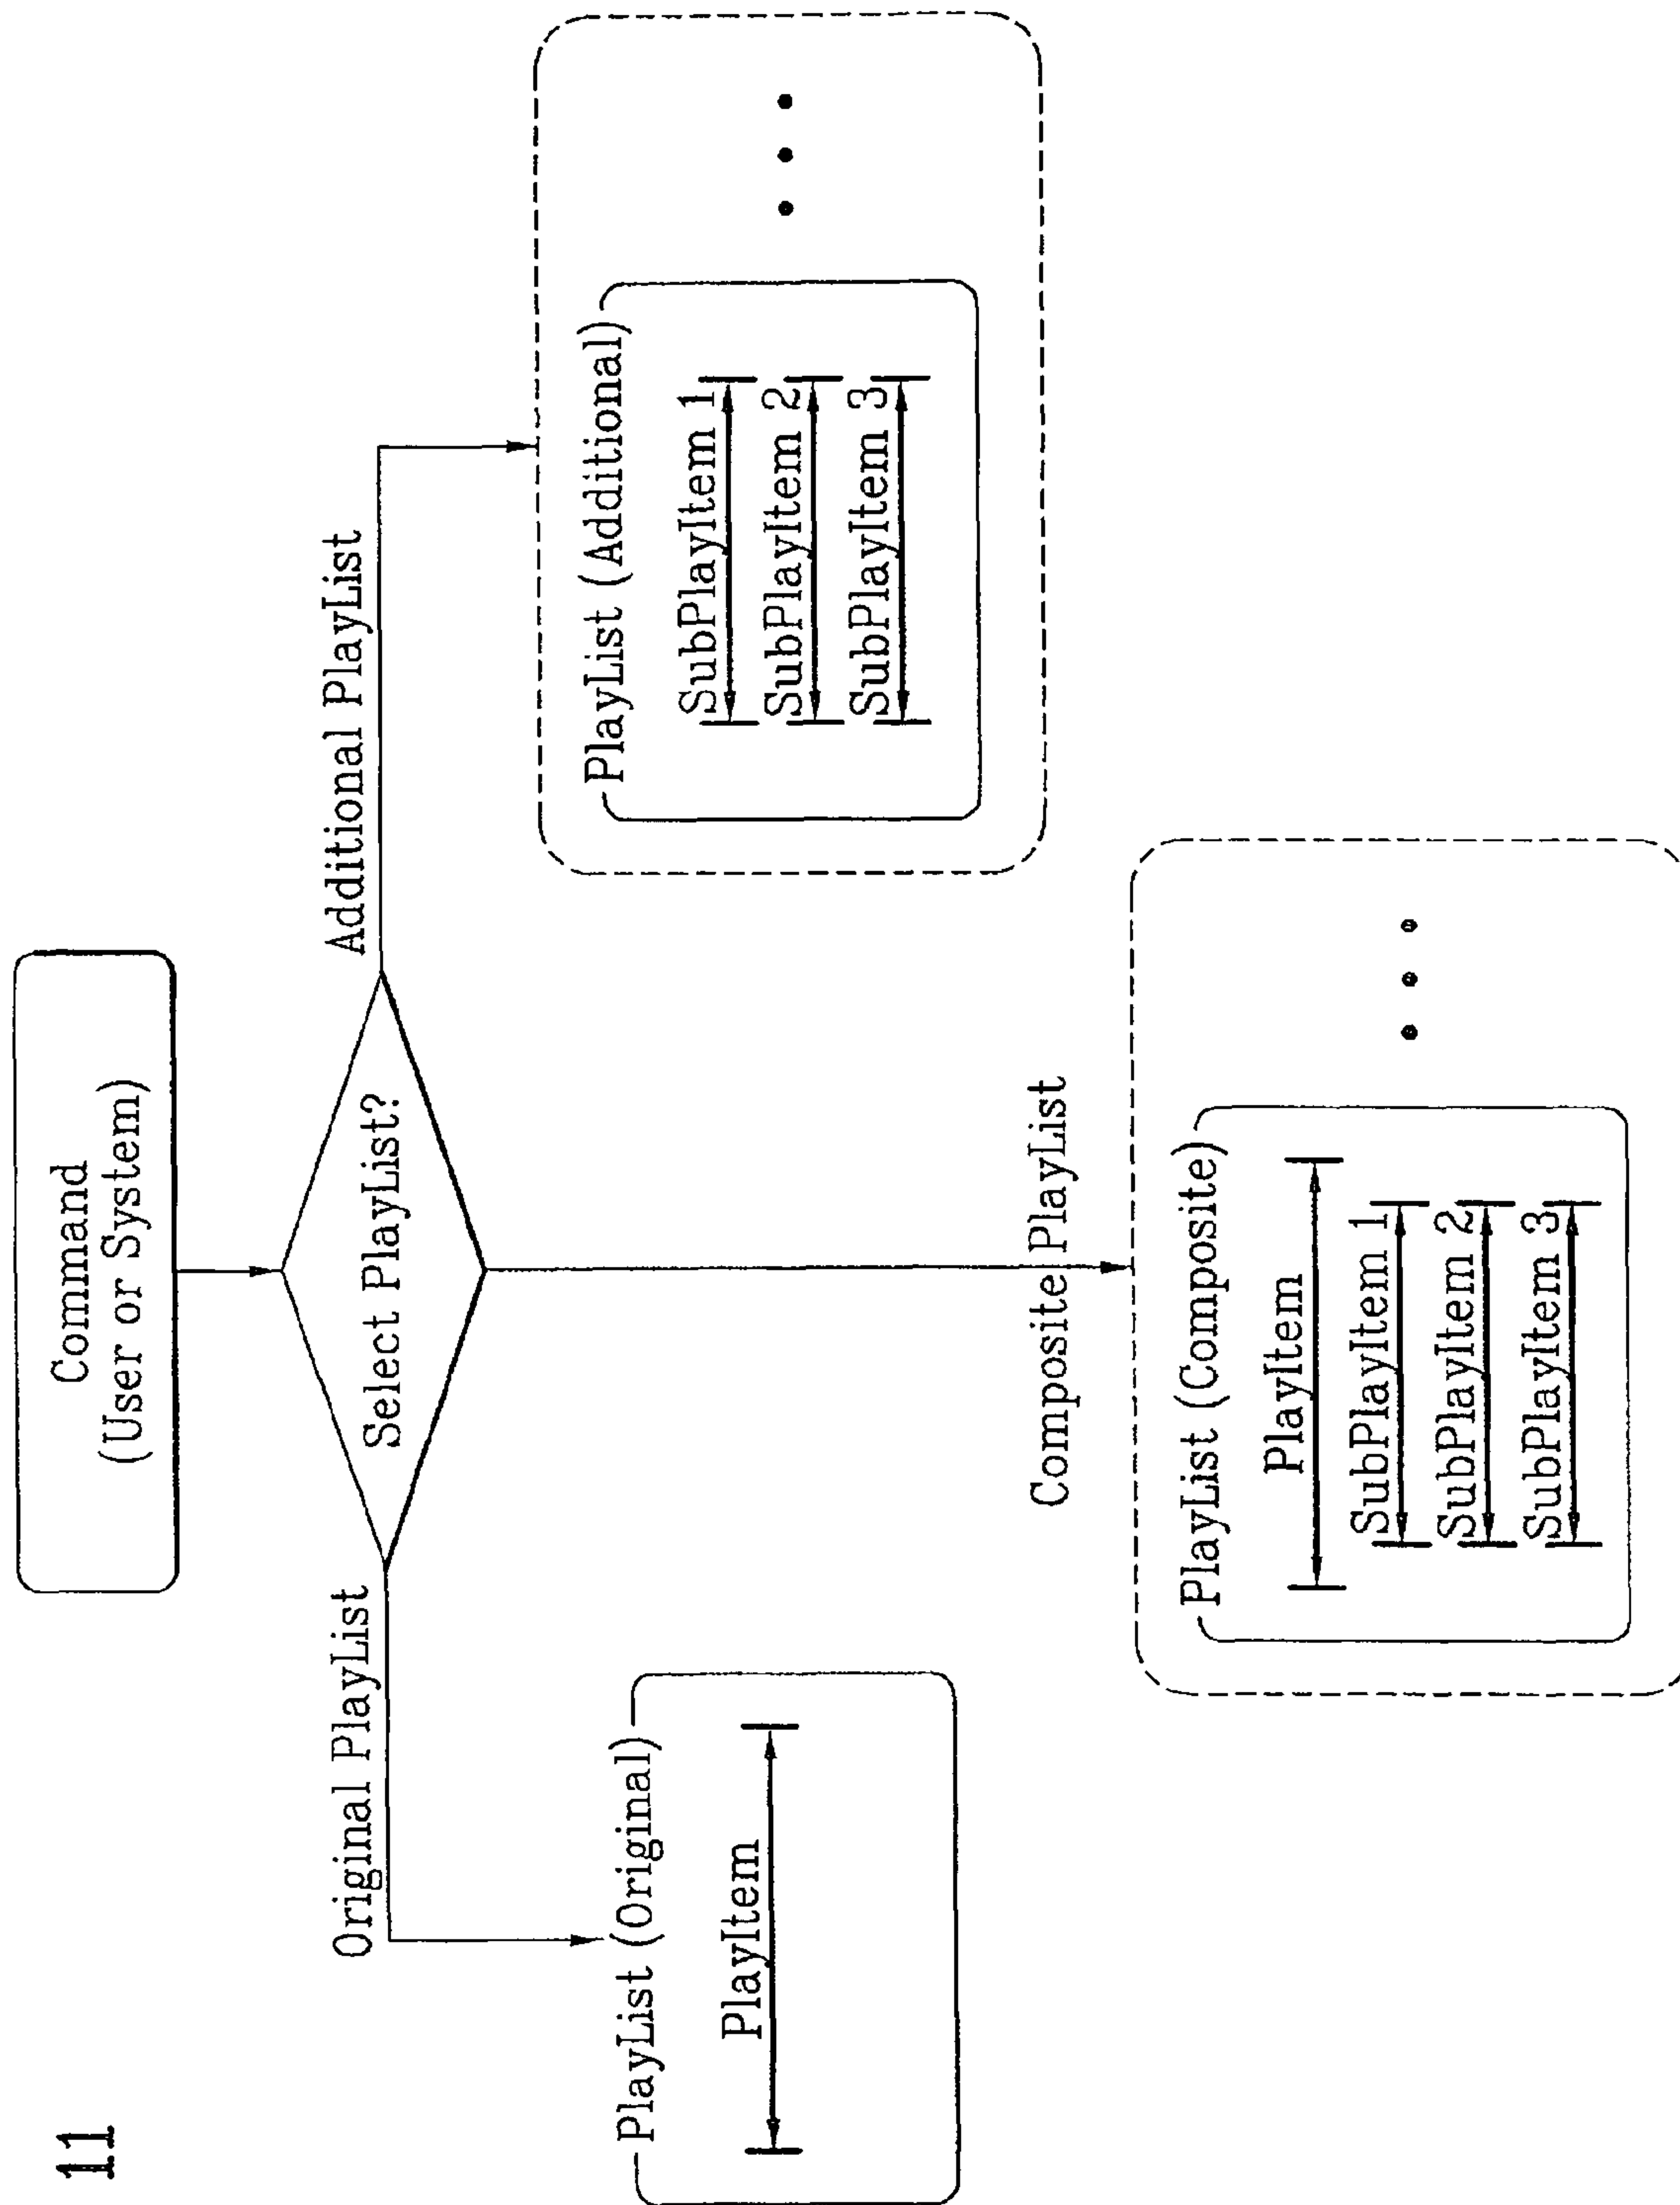 11
Command
(User or System)
Select PlayList?
Original PlayList
Additional PlayList
Composite PlayList
PlayList (Original)
PlayItem
PlayList (Additional)
SubPlayItem 1
SubPlayItem 2
SubPlayItem 3
PlayList (Composite)
PlayItem
SubPlayItem 1
SubPlayItem 2
SubPlayItem 3